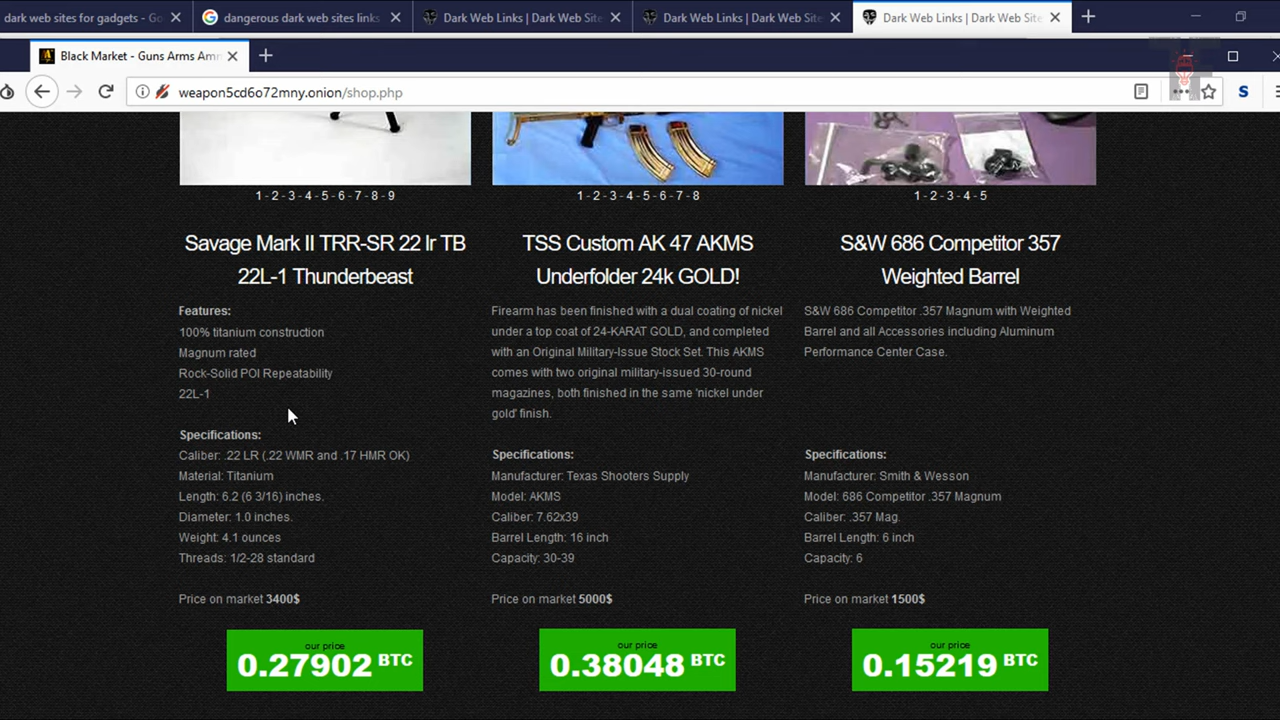 dark web sites for gadgets - Go
dangerous dark web sites links
Dark Web Links | Dark Web Site
Dark Web Links | Dark Web Site
Dark Web Links | Dark Web Site
Black Market - Guns Arms Amm
weapon5cd6o72mny.onion/shop.php
S
1 - 2 - 3 - 4 - 5 - 6 - 7 - 8 - 9
Savage Mark II TRR-SR 22 lr TB
22L-1 Thunderbeast
Features:
100% titanium construction
Magnum rated
Rock-Solid POI Repeatability
22L-1
Specifications:
Caliber: .22 LR (.22 WMR and .17 HMR OK)
Material: Titanium
Length: 6.2 (6 3/16) inches.
Diameter: 1.0 inches.
Weight: 4.1 ounces
Threads: 1/2-28 standard
Price on market 3400$
our price
0.27902 BTC
1 - 2 - 3 - 4 - 5 - 6 - 7 - 8
TSS Custom AK 47 AKMS
Underfolder 24k GOLD!
Firearm has been finished with a dual coating of nickel
under a top coat of 24-KARAT GOLD, and completed
with an Original Military-Issue Stock Set. This AKMS
comes with two original military-issued 30-round
magazines, both finished in the same 'nickel under
gold' finish.
Specifications:
Manufacturer: Texas Shooters Supply
Model: AKMS
Caliber: 7.62x39
Barrel Length: 16 inch
Capacity: 30-39
Price on market 5000$
our price
0.38048 BTC
1 - 2 - 3 - 4 - 5
S&W 686 Competitor 357
Weighted Barrel
S&W 686 Competitor .357 Magnum with Weighted
Barrel and all Accessories including Aluminum
Performance Center Case.
Specifications:
Manufacturer: Smith & Wesson
Model: 686 Competitor .357 Magnum
Caliber: .357 Mag.
Barrel Length: 6 inch
Capacity: 6
Price on market 1500$
our price
0.15219 BTC